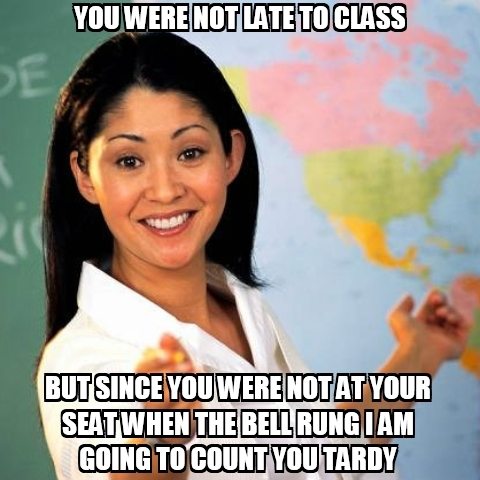 YOU WERE NOT LATE TO CLASS
BUT SINCE YOU WERE NOT AT YOUR
SEAT WHEN THE BELL RUNG I AM
GOING TO COUNT YOU TARDY